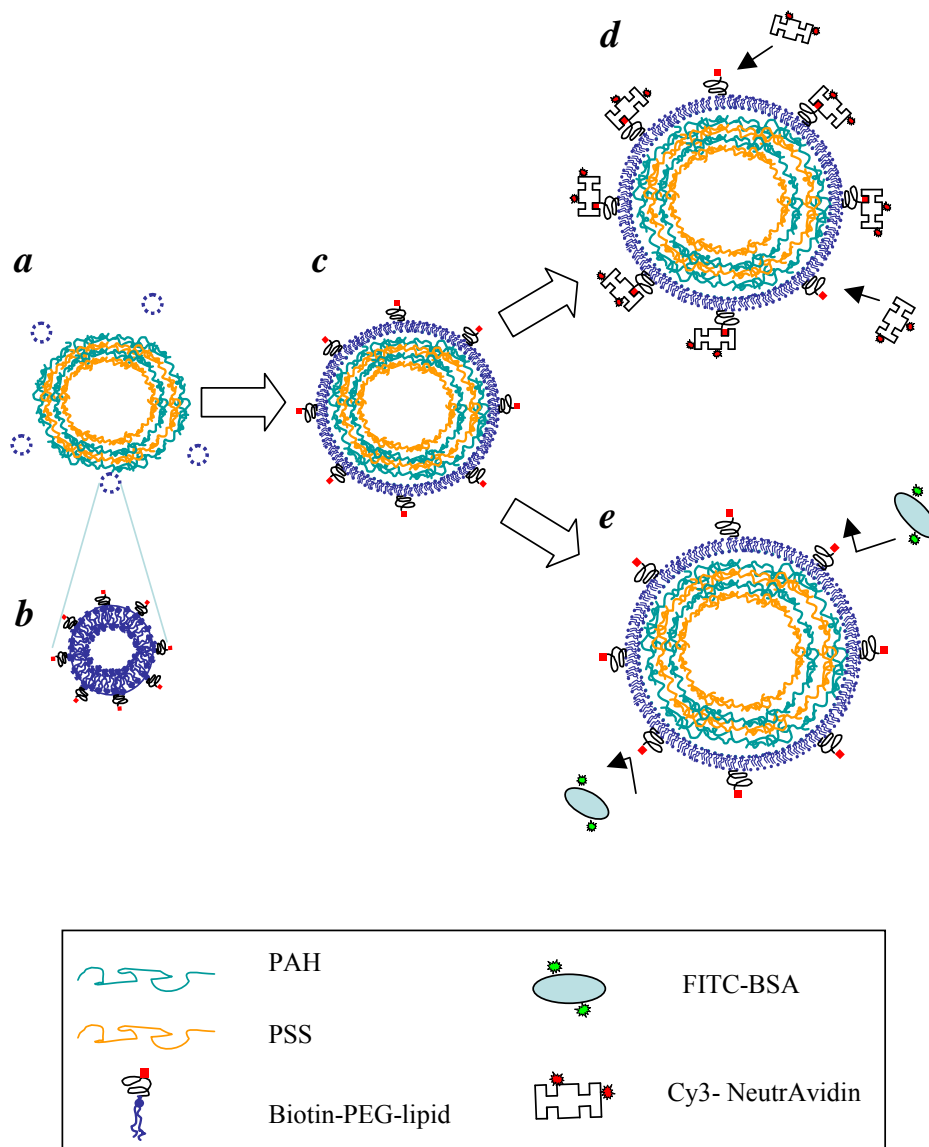 d
a
c
e
b
PAH
FITC-BSA
PSS
Cy3- NeutrAvidin
Biotin-PEG-lipid